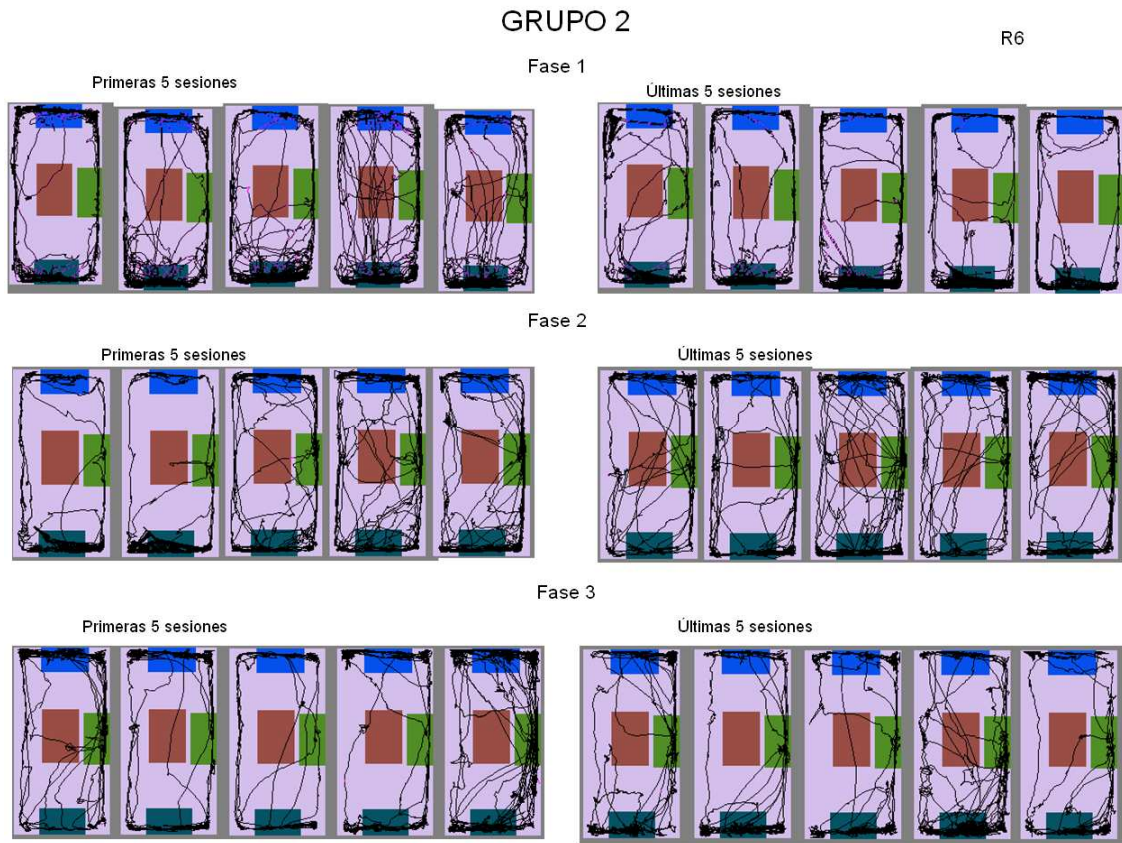 GRUPO 2
R6
Fase 1
Primeras 5 sesiones
Últimas 5 sesiones
Fase 2
Primeras 5 sesiones
Últimas 5 sesiones
Fase 3
Primeras 5 sesiones
Últimas 5 sesiones